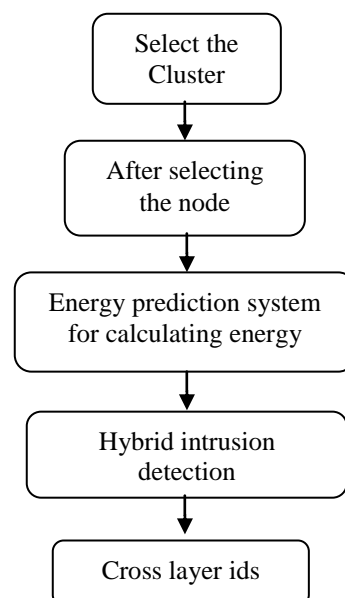 Select the
Cluster
After selecting
the node
Energy prediction system
for calculating energy
Hybrid intrusion
detection
Cross layer ids